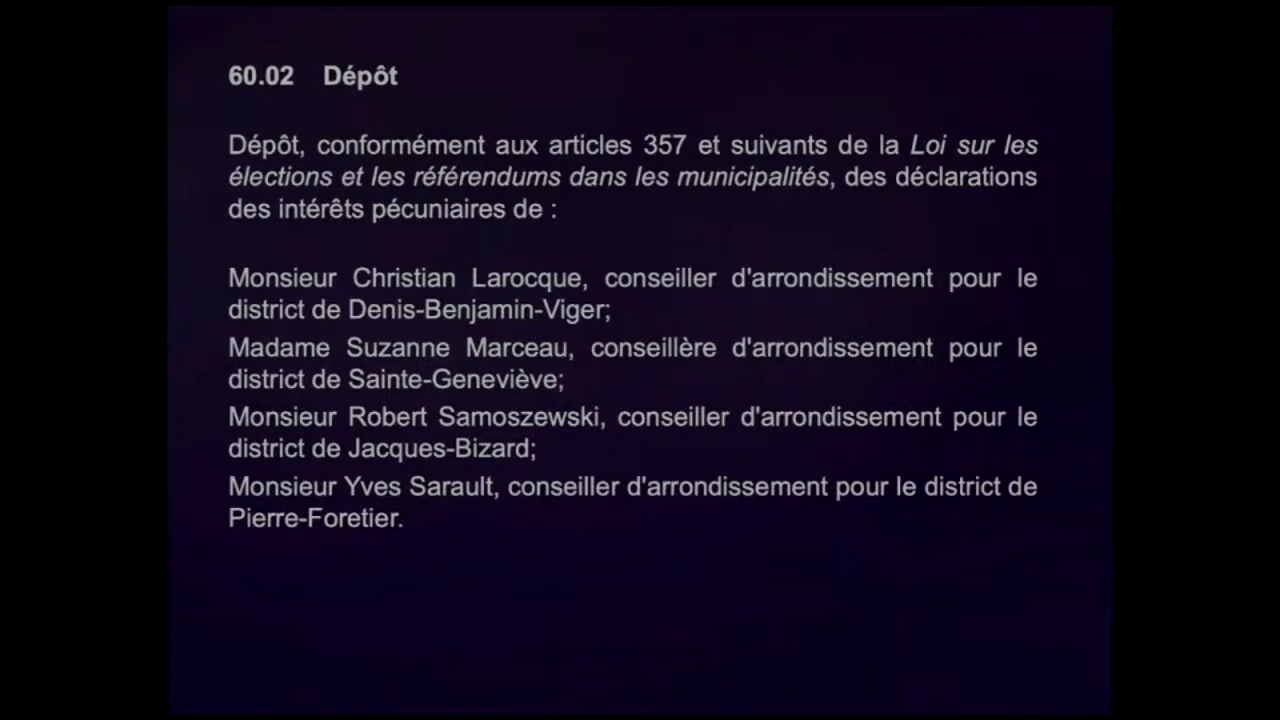 60.02 Dépôt
Dépôt, conformément aux articles 357 et suivants de la Loi sur les
élections et les référendums dans les municipalités, des déclarations
des intérêts pécuniaires de :
Monsieur Christian Larocque, conseiller d'arrondissement pour le
district de Denis-Benjamin-Viger;
Madame Suzanne Marceau, conseillère d'arrondissement pour le
district de Sainte-Geneviève;
Monsieur Robert Samoszewski, conseiller d'arrondissement pour le
district de Jacques-Bizard;
Monsieur Yves Sarault, conseiller d'arrondissement pour le district de
Pierre-Foretier.